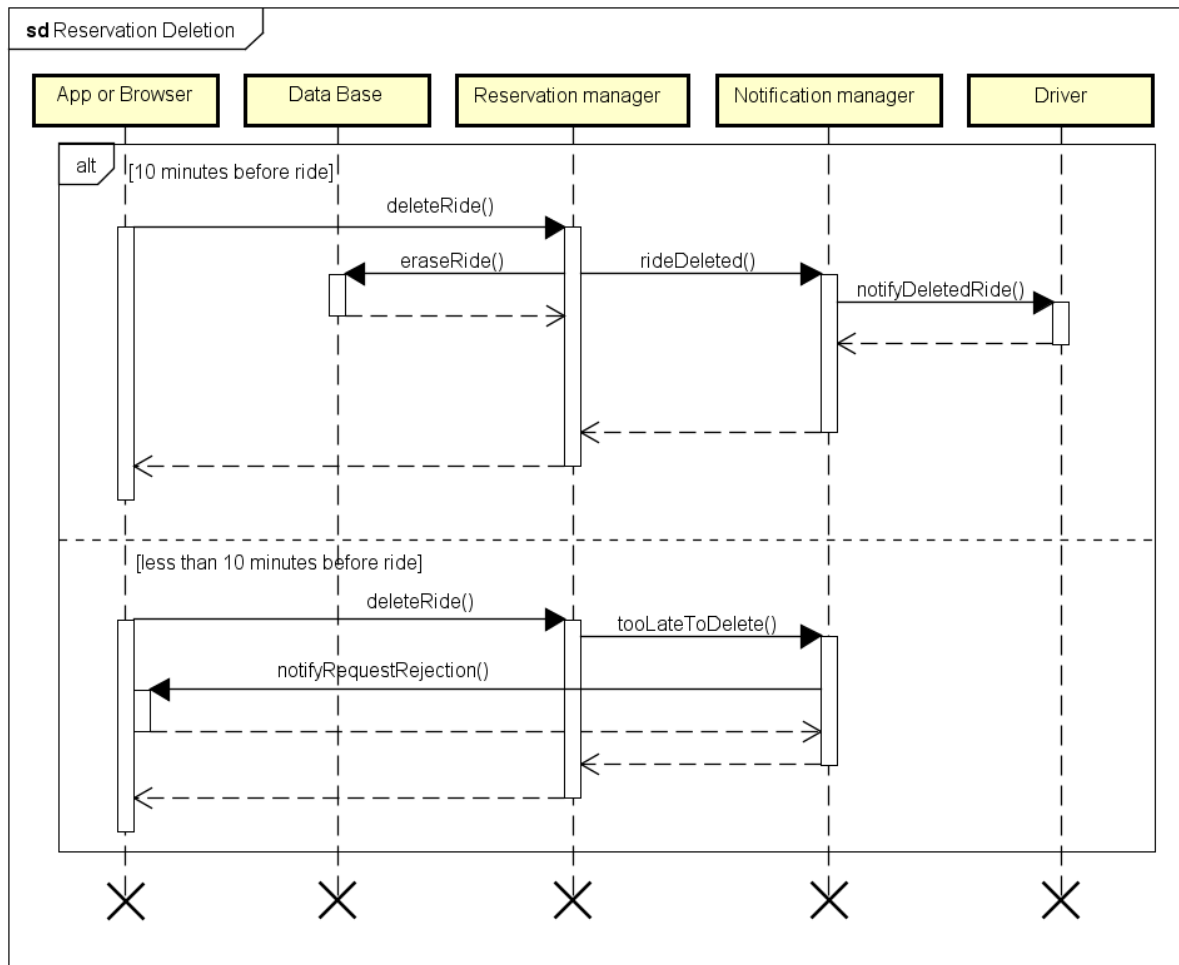 sd Reservation Deletion
App or Browser
Data Base
Reservation manager
Notification manager
Driver
alt
[10 minutes before ride]
deleteRide()
eraseRide()
rideDeleted()
notifyDeletedRide()
[less than 10 minutes before ride]
deleteRide()
tooLateToDelete()
notifyRequestRejection()